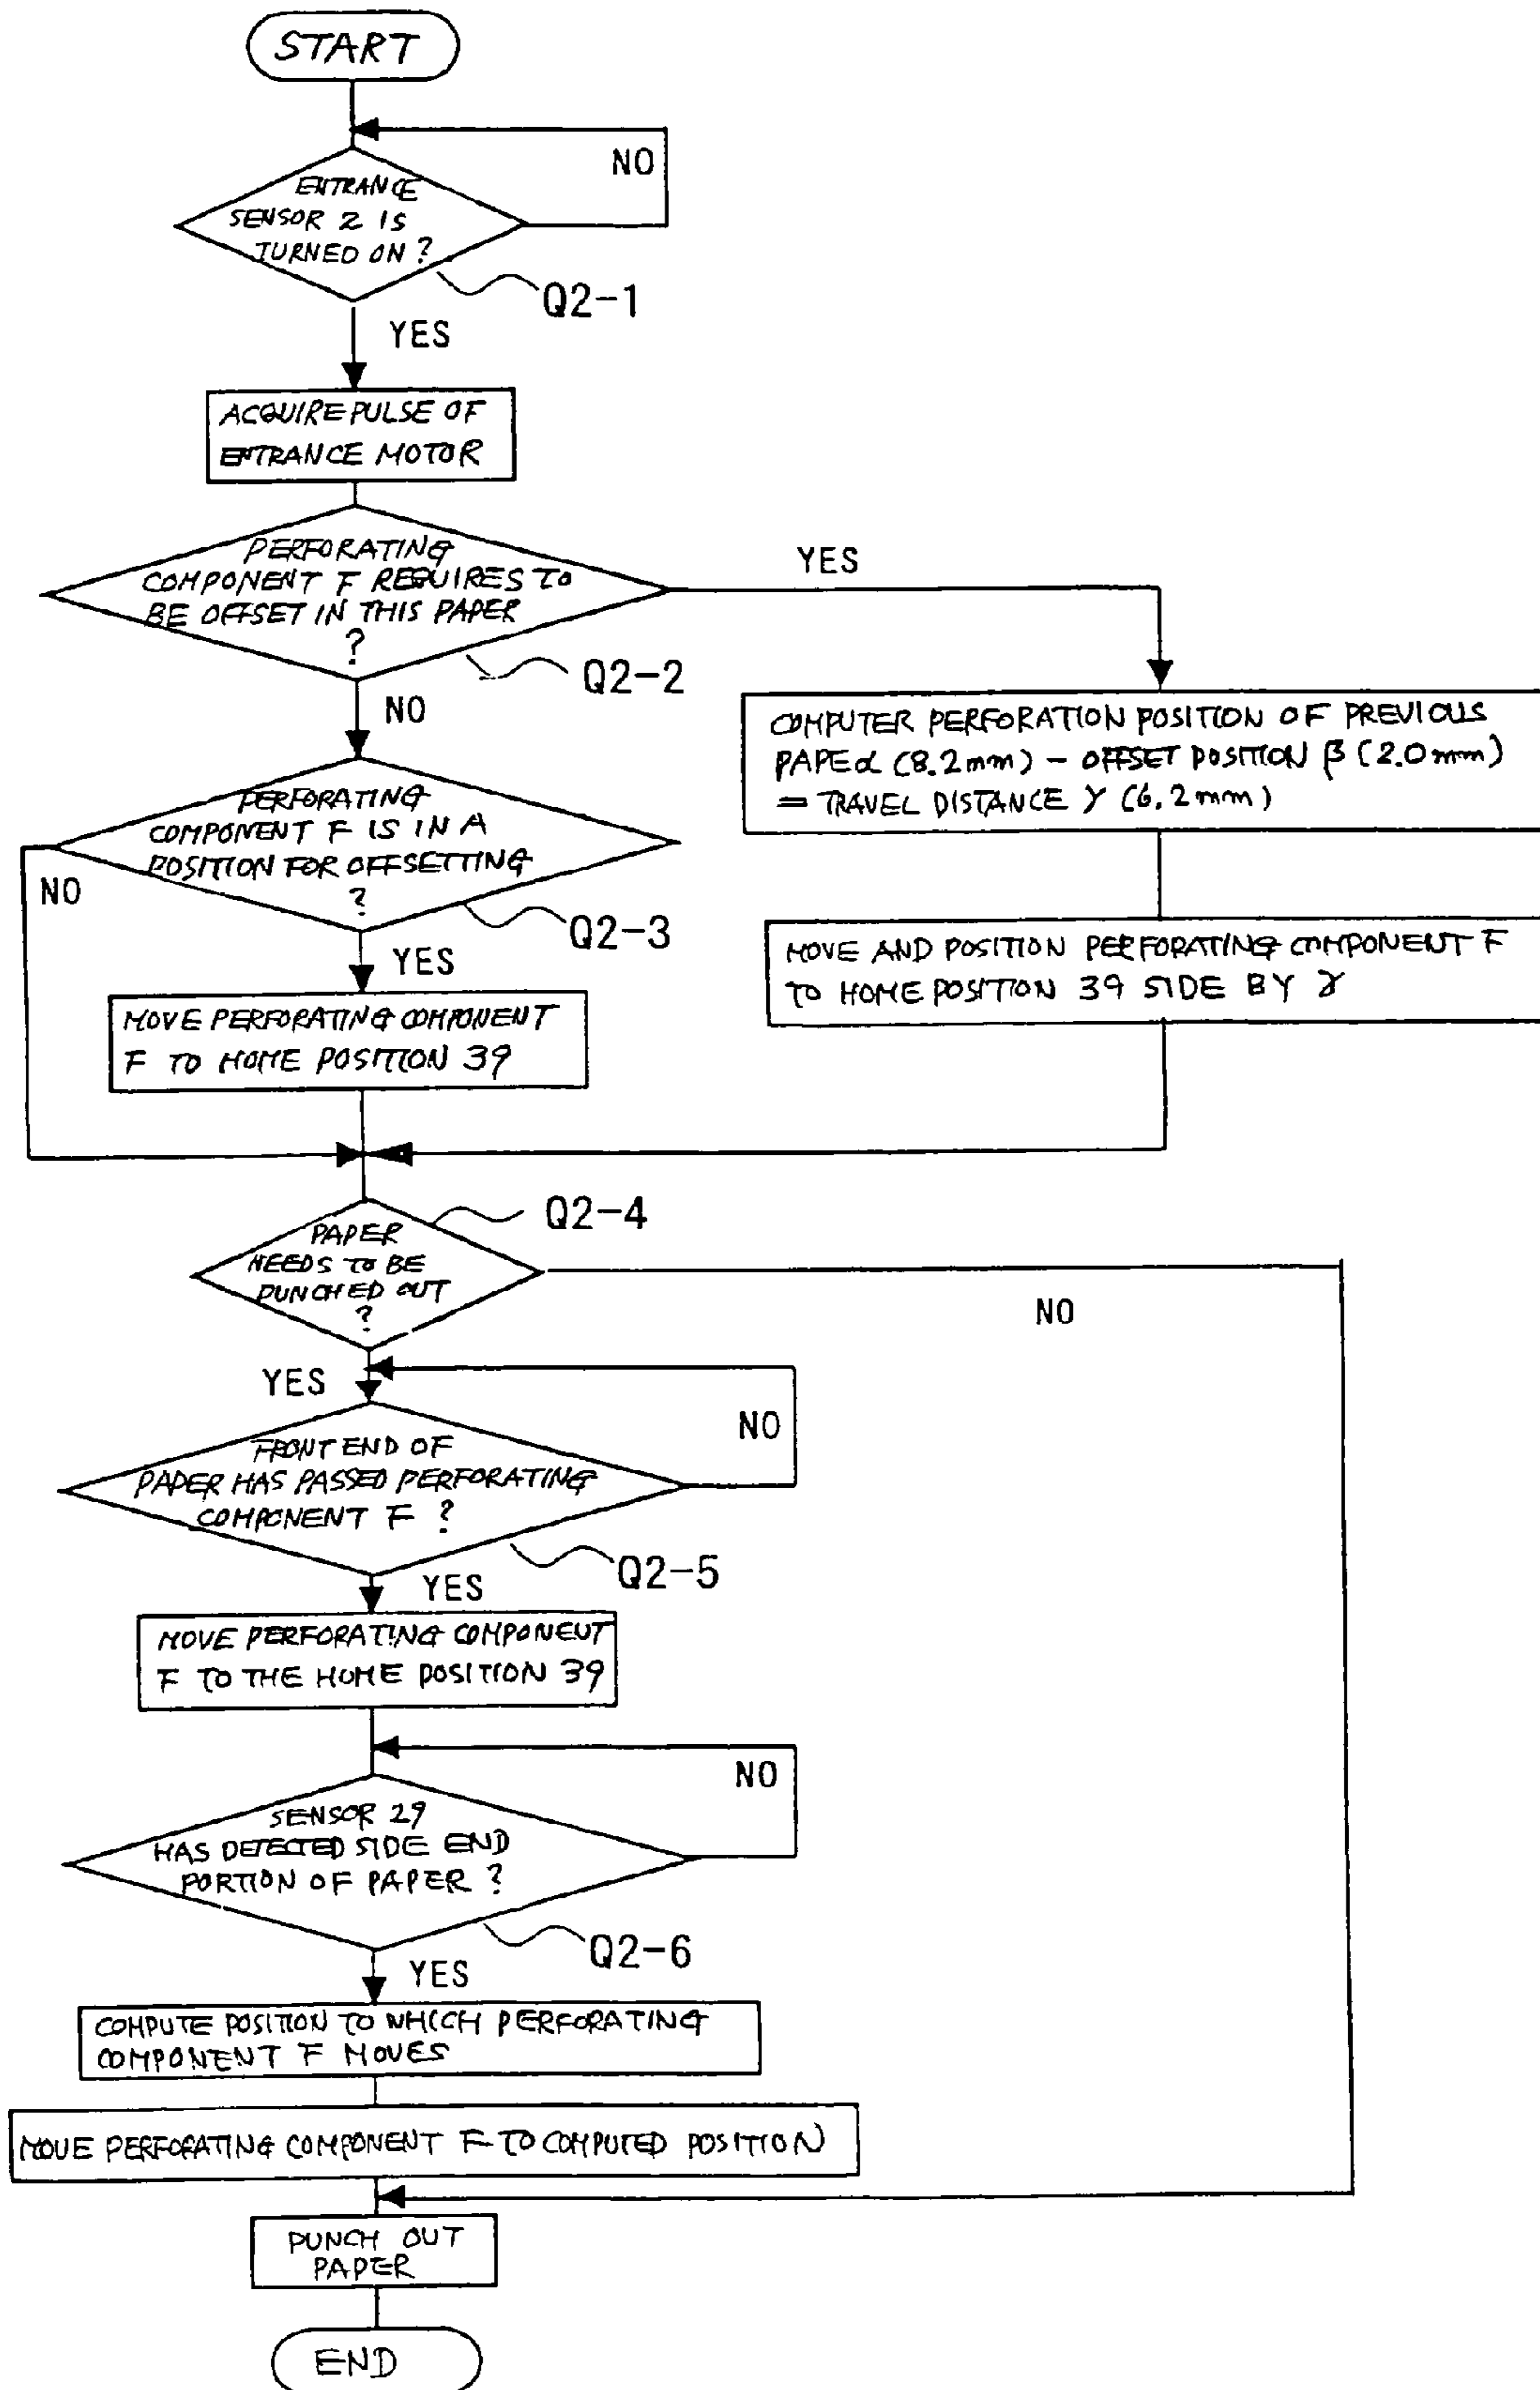 START
NO
ENTRANCE
SENSOR 2 IS
TURNED ON?
Q2-1
YES
ACQUIRE PULSE OF
ENTRANCE MOTOR
PERFORATING
COMPONENT F REQUIRES TO
BE OFFSET IN THIS PAPER
?
YES
Q2-2
NO
COMPUTER PERFORATION POSITION OF PREVIOUS
PAPEα (8.2mm) - OFFSET POSITION β (2.0mm)
= TRAVEL DISTANCE γ (6.2mm)
PERFORATING
COMPONENT F IS IN A
POSITION FOR OFFSETTING
?
NO
Q2-3
YES
MOVE AND POSITION PERFORATING COMPONENT F
TO HOME POSITION 39 SIDE BY γ
MOVE PERFORATING COMPONENT
F TO HOME POSITION 39
Q2-4
PAPER
NEEDS TO BE
PUNCHED OUT
?
NO
YES
NO
FRONT END OF
PAPER HAS PASSED PERFORATING
COMPONENT F ?
Q2-5
YES
MOVE PERFORATING COMPONENT
F TO THE HOME POSITION 39
NO
SENSOR 29
HAS DETECTED SIDE END
PORTION OF PAPER ?
Q2-6
YES
COMPUTE POSITION TO WHICH PERFORATING
COMPONENT F MOVES
MOVE PERFORATING COMPONENT F TO COMPUTED POSITION
PUNCH OUT
PAPER
END